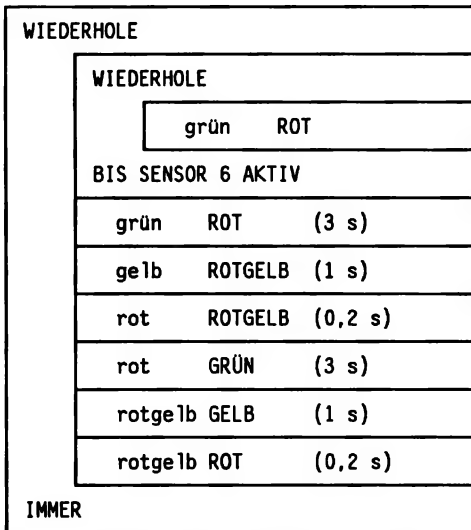 WIEDERHOLE
WIEDERHOLE
grün ROT
BIS SENSOR 6 AKTIV
grün ROT (3 s)
gelb ROTGELB (1 s)
rot ROTGELB (0,2 s)
rot GRÜN (3 s)
rotgelb GELB (1 s)
rotgelb ROT (0,2 s)
IMMER